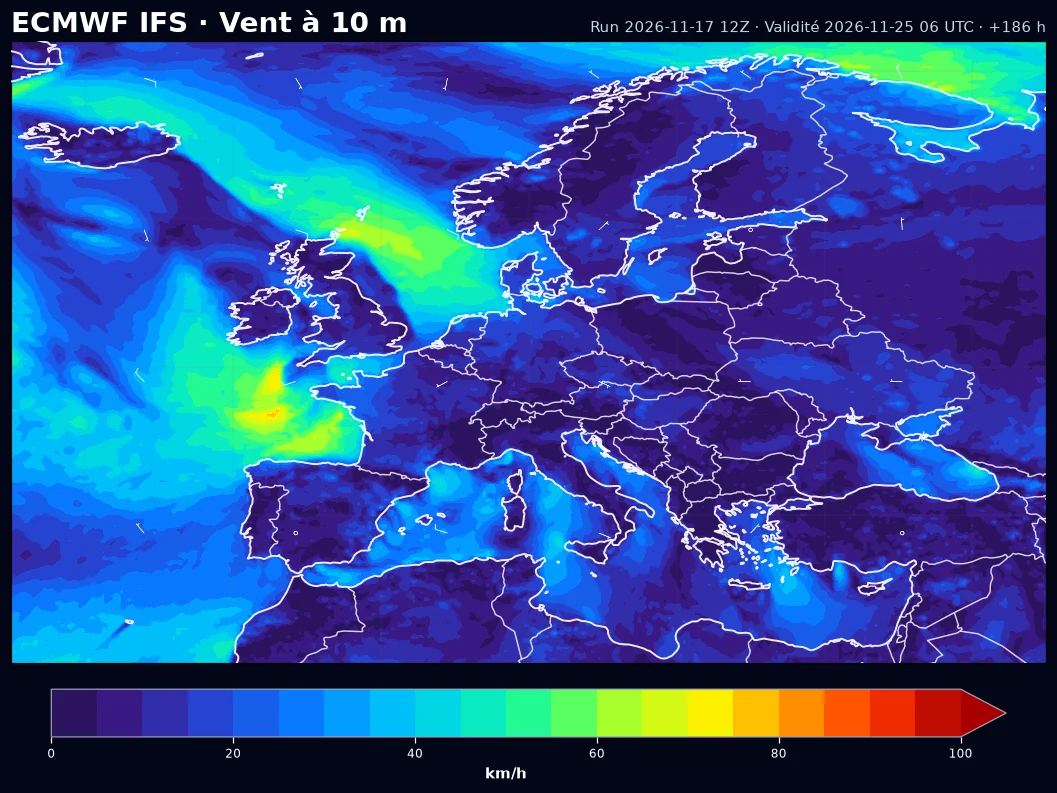 ECMWF IFS · Vent à 10 m
Run 2026-11-17 12Z · Validité 2026-11-25 06 UTC · +186 h
0 20 40 60 80 100
km/h